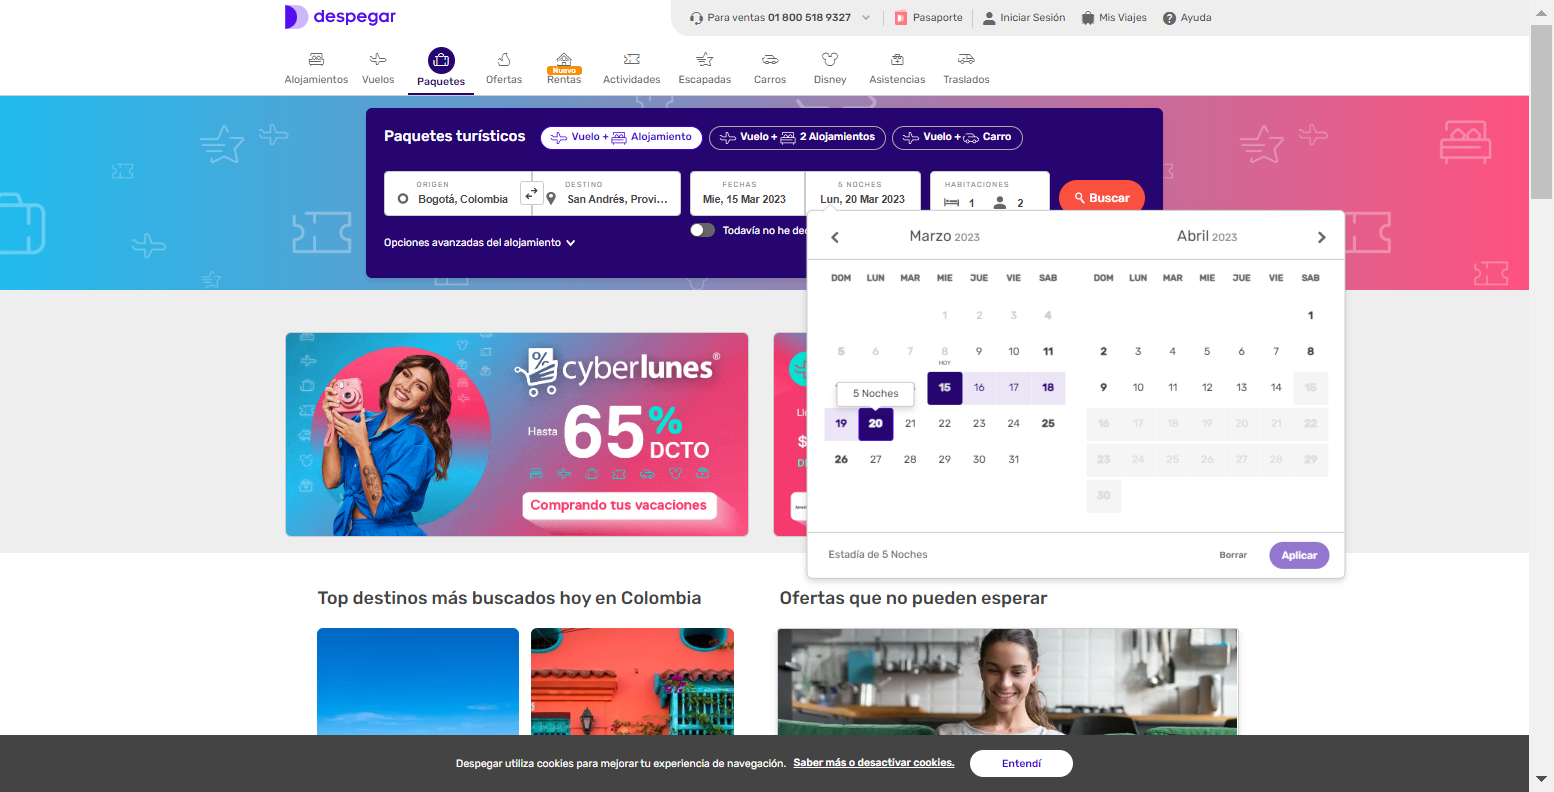 despegar
Para ventas 01 800 518 9327
Pasaporte
Iniciar Sesión
Mis Viajes
Ayuda
Alojamientos
Vuelos
Paquetes
Ofertas
Nuevo
Rentas
Actividades
Escapadas
Carros
Disney
Asistencias
Traslados
Paquetes turísticos
Vuelo + Alojamiento
Vuelo + 2 Alojamientos
Vuelo + Carro
ORIGEN
Bogotá, Colombia
DESTINO
San Andrés, Provi...
FECHAS
Mie, 15 Mar 2023
5 NOCHES
Lun, 20 Mar 2023
HABITACIONES
1
2
Buscar
Todavía no he
Opciones avanzadas del alojamiento
Marzo 2023
DOM LUN MAR MIE JUE VIE SAB
1 2 3 4
5 6 7 8 9 10 11
HOY
5 Noches
15 16 17 18
19 20 21 22 23 24 25
26 27 28 29 30 31
Abril 2023
DOM LUN MAR MIE JUE VIE SAB
1
2 3 4 5 6 7 8
9 10 11 12 13 14 15
16 17 18 19 20 21 22
23 24 25 26 27 28 29
30
Estadía de 5 Noches
Borrar
Aplicar
% cyberlunes®
Hasta 65% DCTO
Comprando tus vacaciones
$
Top destinos más buscados hoy en Colombia
Ofertas que no pueden esperar
Despegar utiliza cookies para mejorar tu experiencia de navegación. Saber más o desactivar cookies.
Entendí